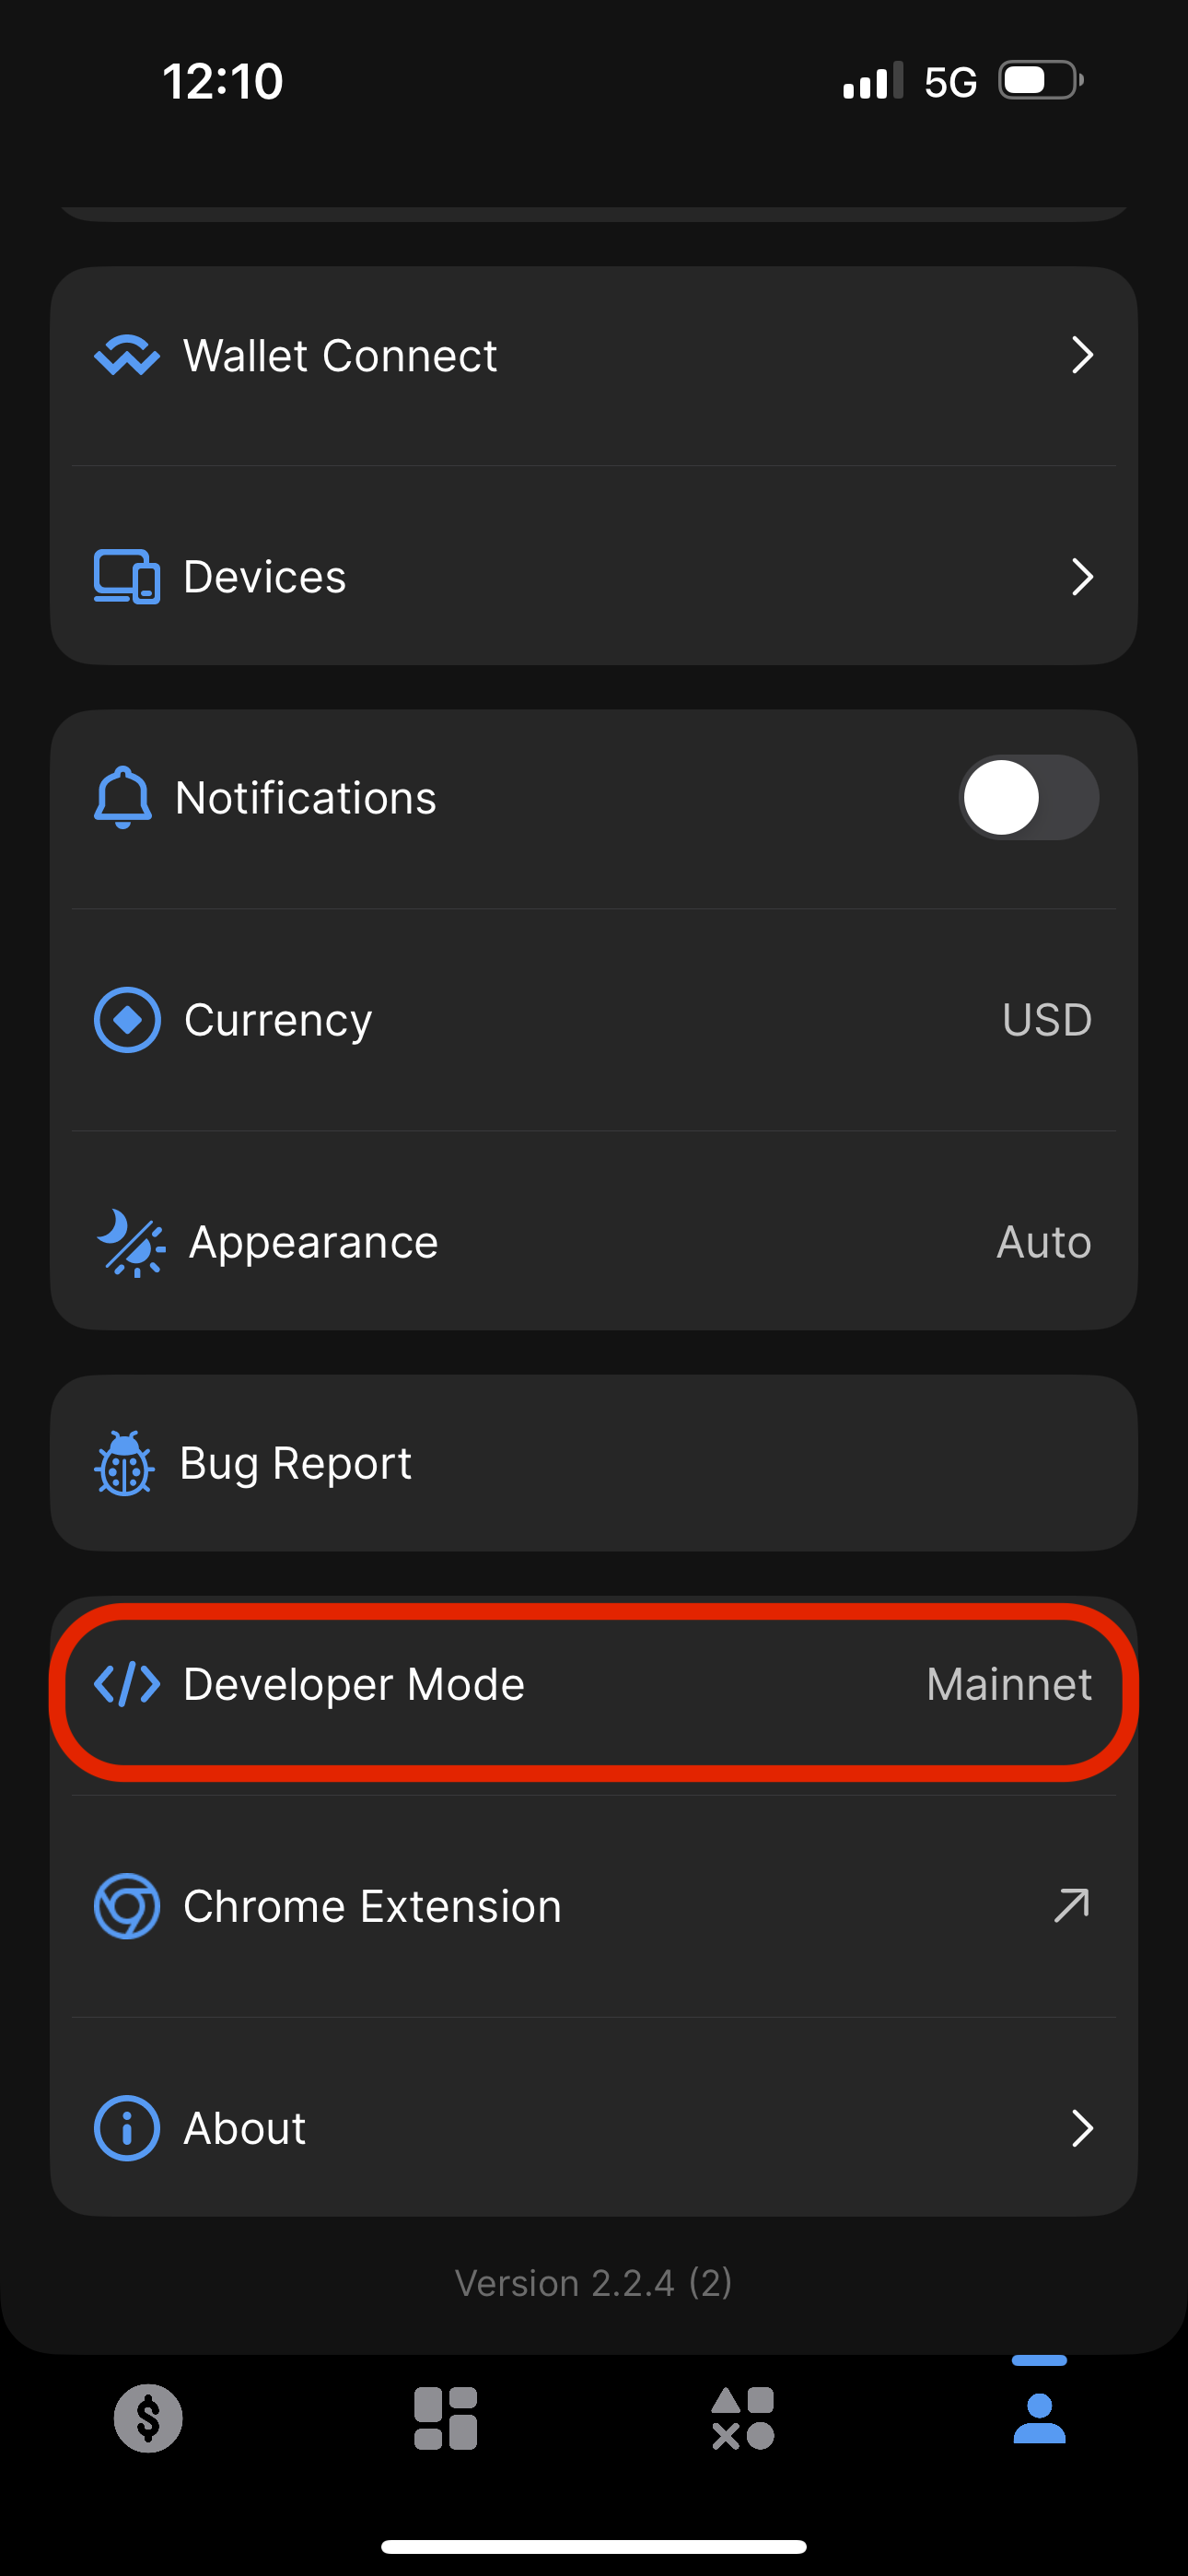 12:10 5G
Wallet Connect
Devices
Notifications
Currency USD
Appearance Auto
Bug Report
Developer Mode Mainnet
Chrome Extension
About
Version 2.2.4 (2)